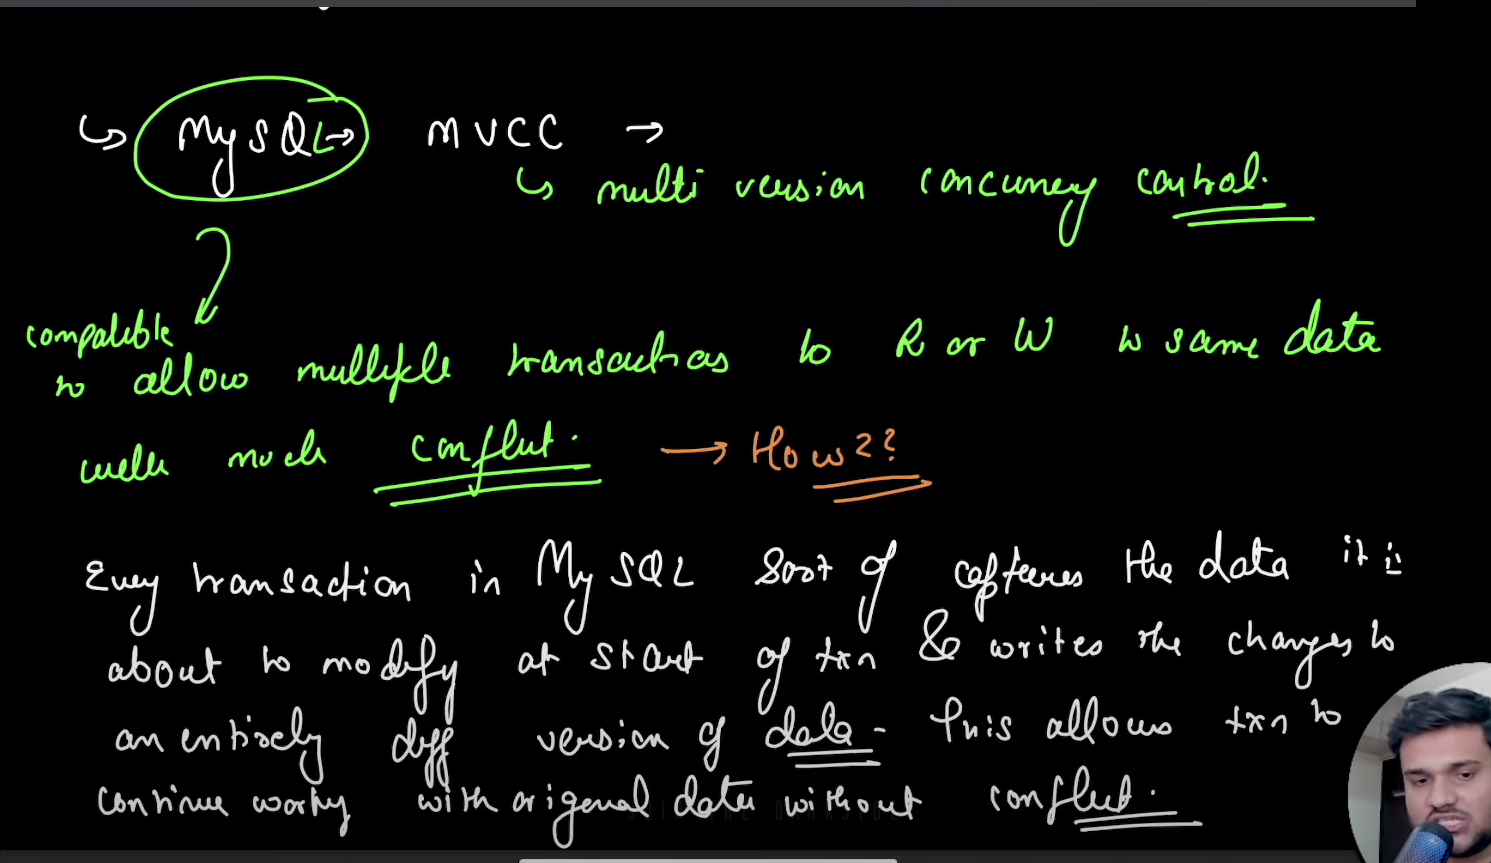 ↳ MySQL → MVCC →
↳ multi version concurrency control.
compatible
to allow multiple transactions to R or W to same data
much conflict. → How??
Every transaction in MySQL sort of captures the data it is
about to modify at start of txn & writes the changes to
an entirely diff version of data. This allows txn to
continue working with original data without conflict.